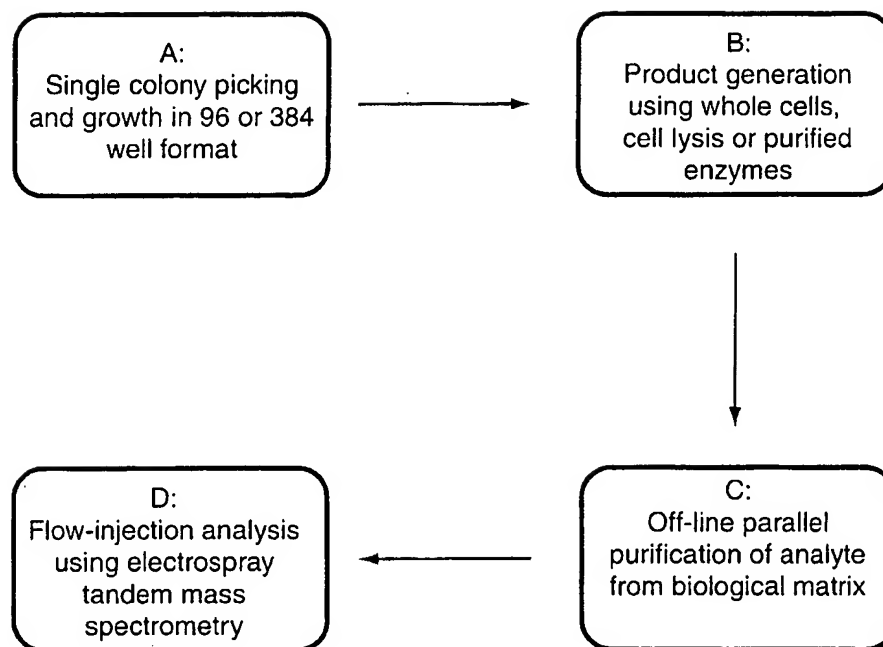 A:
Single colony picking
and growth in 96 or 384
well format
B:
Product generation
using whole cells,
cell lysis or purified
enzymes
C:
Off-line parallel
purification of analyte
from biological matrix
D:
Flow-injection analysis
using electrospray
tandem mass
spectrometry